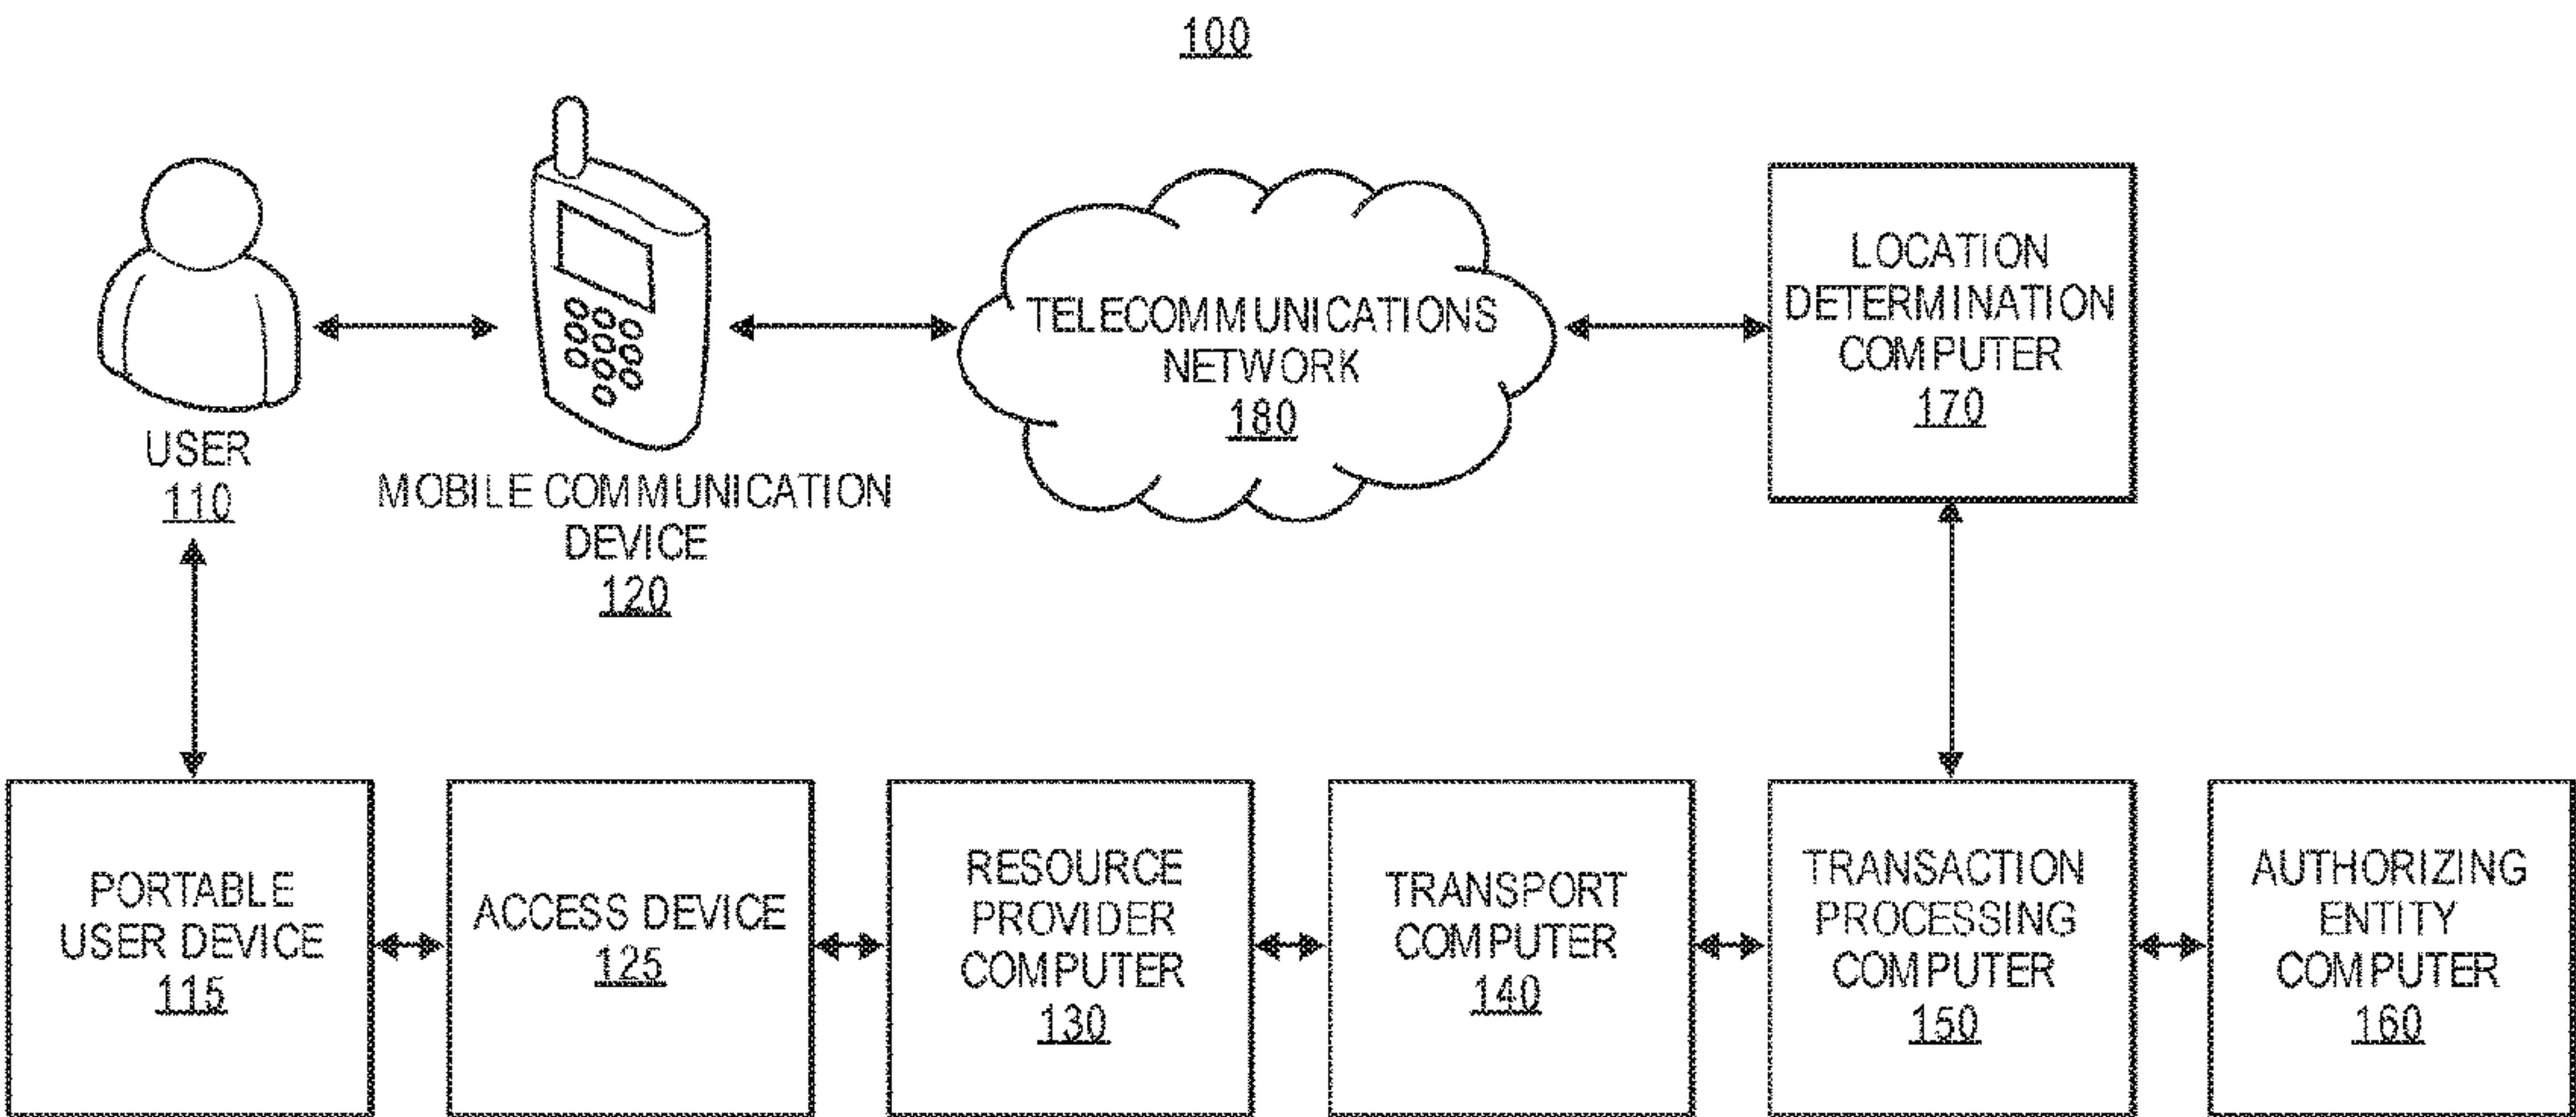 100
USER
110
MOBILE COMMUNICATION
DEVICE
120
TELECOMMUNICATIONS
NETWORK
180
LOCATION
DETERMINATION
COMPUTER
170
PORTABLE
USER DEVICE
115
ACCESS DEVICE
125
RESOURCE
PROVIDER
COMPUTER
130
TRANSPORT
COMPUTER
140
TRANSACTION
PROCESSING
COMPUTER
150
AUTHORIZING
ENTITY
COMPUTER
160